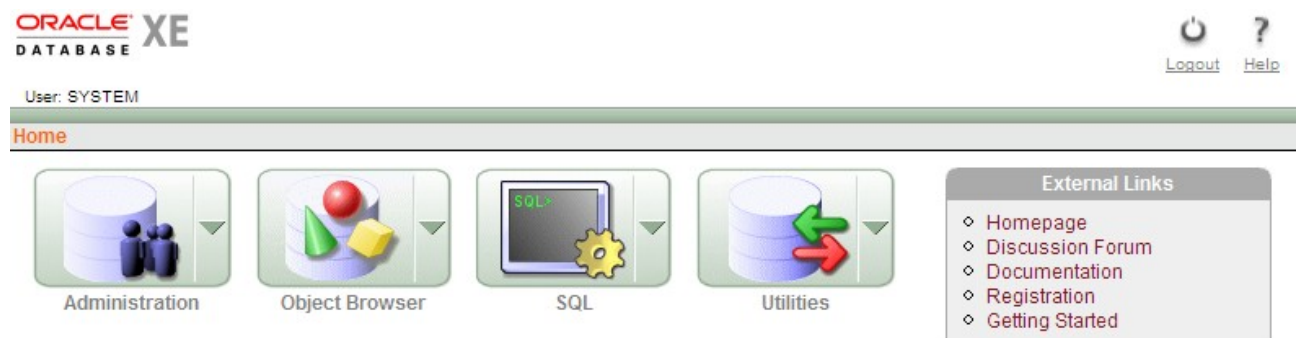 ORACLE XE
DATABASE
?
Logout Help
User: SYSTEM
Home
SQL>
Administration Object Browser SQL Utilities
External Links
Homepage
Discussion Forum
Documentation
Registration
Getting Started